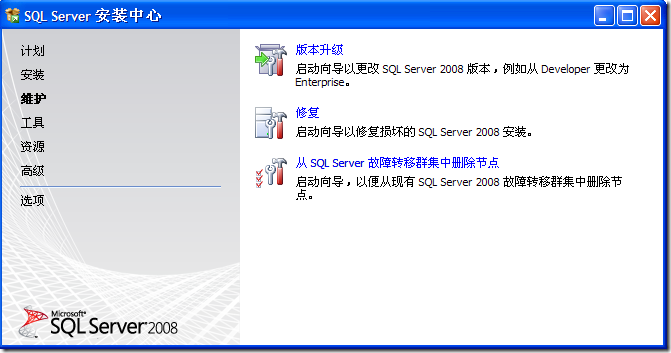 SQL Server 安装中心
计划
安装
维护
工具
资源
高级
选项
版本升级
启动向导以更改 SQL Server 2008 版本，例如从 Developer 更改为
Enterprise。
修复
启动向导以修复损坏的 SQL Server 2008 安装。
从 SQL Server 故障转移群集中删除节点
启动向导，以便从现有 SQL Server 2008 故障转移群集中删除节
点。
Microsoft
SQL Server 2008